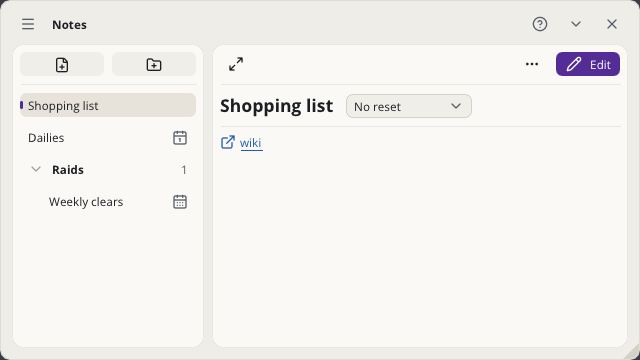 Notes
Edit
Shopping list
Dailies
Raids 1
Weekly clears
Shopping list No reset
wiki